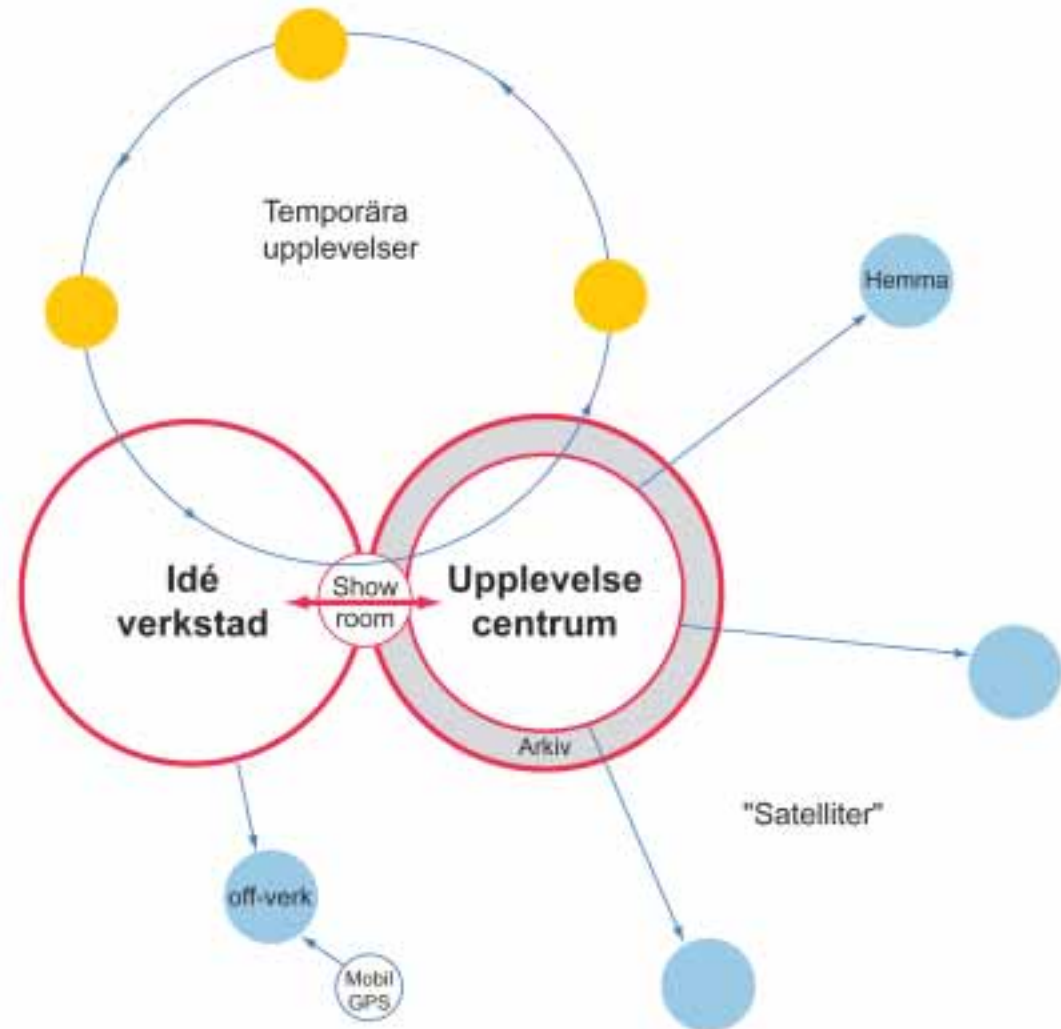 Temporära
upplevelser
Hemma
Idé
verkstad
Show
room
Upplevelse
centrum
Arkiv
"Satelliter"
off-verk
Mobil
GPS